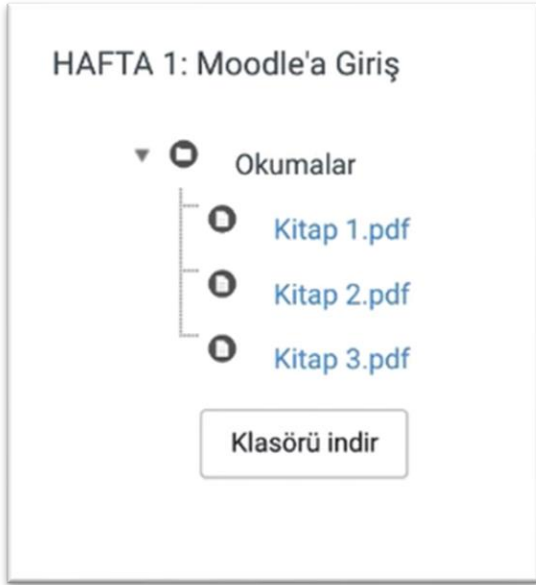 HAFTA 1: Moodle'a Giriş
Okumalar
Kitap 1.pdf
Kitap 2.pdf
Kitap 3.pdf
Klasörü indir